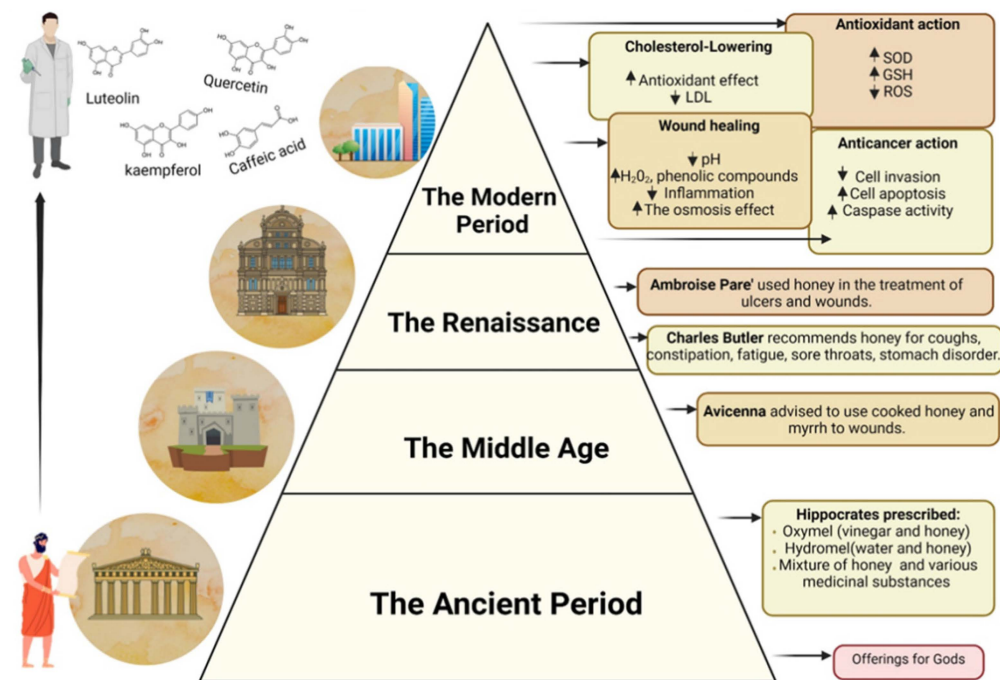 Luteolin
Quercetin
kaempferol
Caffeic acid
The Modern
Period
Antioxidant action
SOD
GSH
ROS
Cholesterol-Lowering
Antioxidant effect
LDL
Wound healing
pH
H₂O₂, phenolic compounds
Inflammation
The osmosis effect
Anticancer action
Cell invasion
Cell apoptosis
Caspase activity
The Renaissance
Ambroise Pare' used honey in the treatment of
ulcers and wounds.
Charles Butler recommends honey for coughs,
constipation, fatigue, sore throats, stomach disorder.
The Middle Age
Avicenna advised to use cooked honey and
myrrh to wounds.
The Ancient Period
Hippocrates prescribed:
Oxymel (vinegar and honey)
Hydromel(water and honey)
Mixture of honey and various
medicinal substances
Offerings for Gods